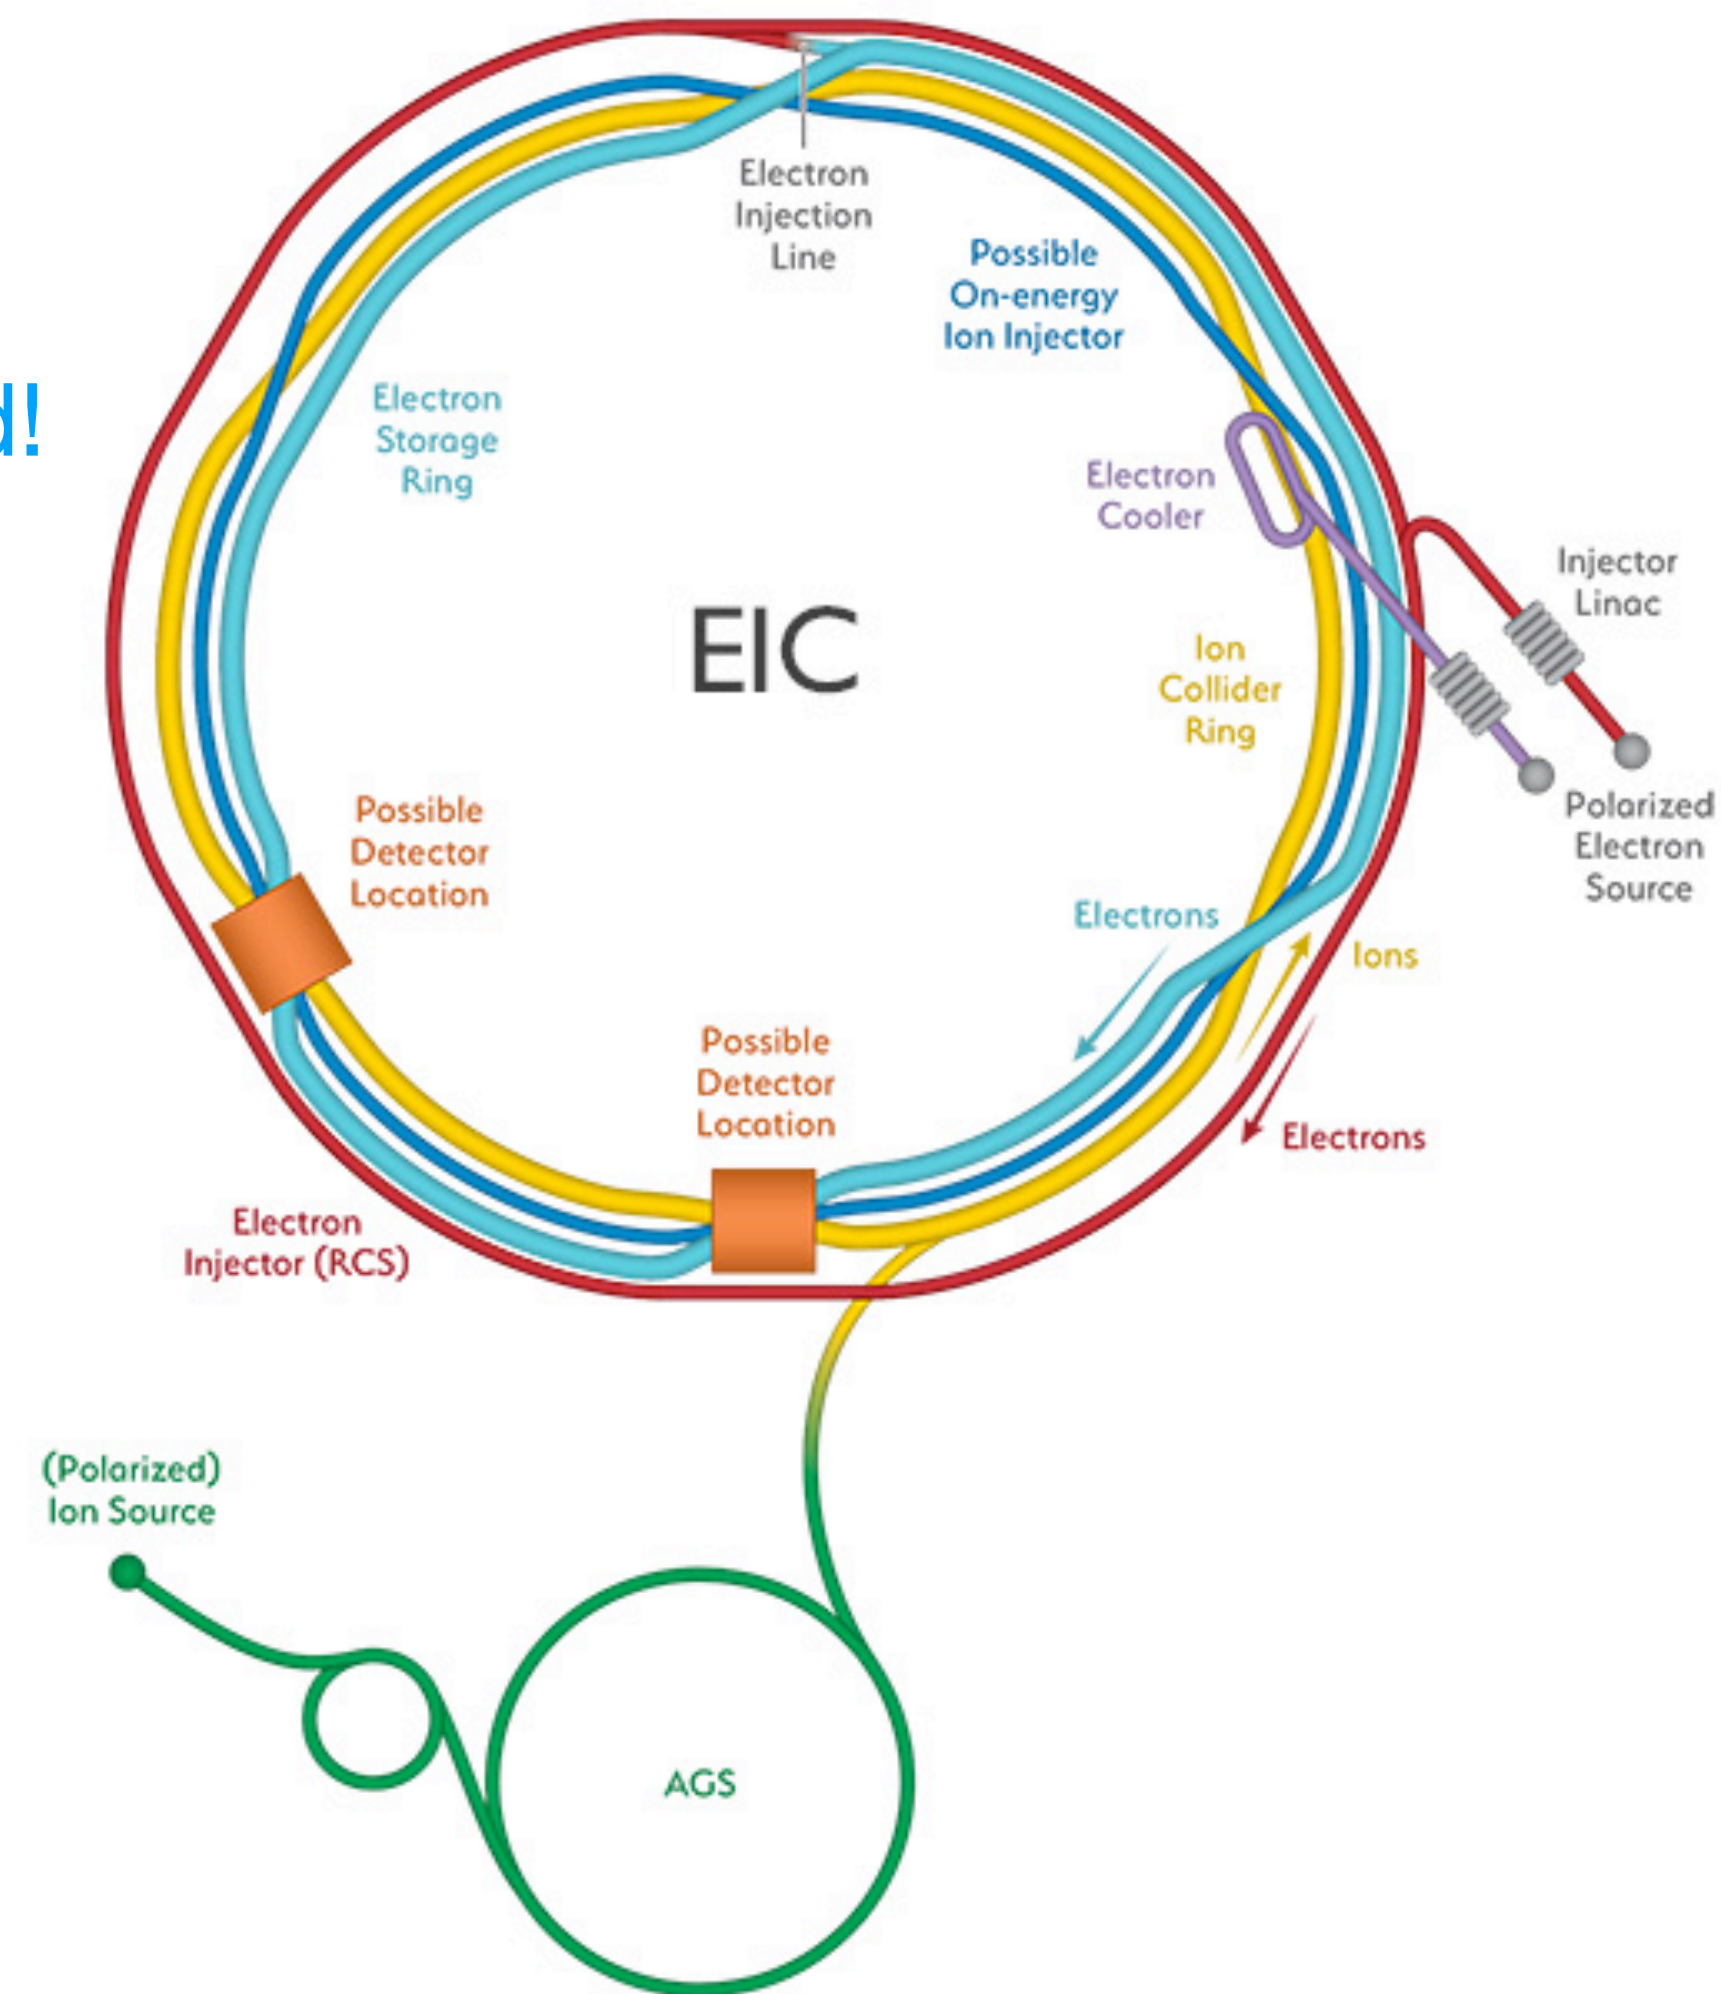 Electron
Injection
Line
Possible
On-energy
Ion Injector
d!
Electron
Storage
Ring
Electron
Cooler
Injector
Linac
EIC
Ion
Collider
Ring
Possible
Detector
Location
Polarized
Electron
Source
Electrons
Ions
Possible
Detector
Location
Electrons
Electron
Injector (RCS)
(Polarized)
Ion Source
AGS